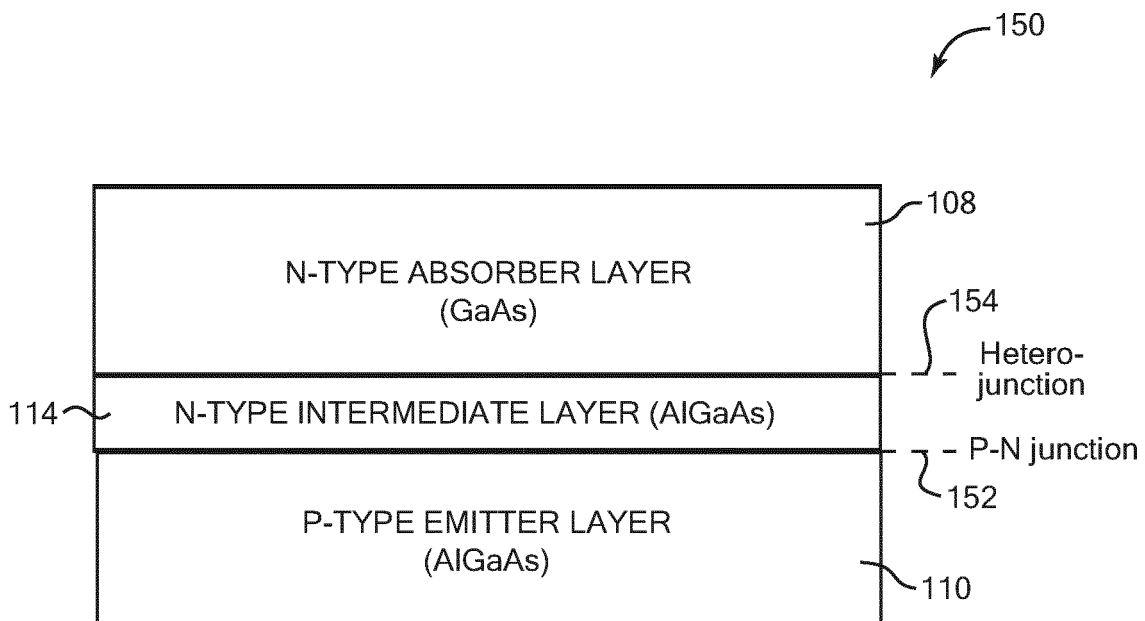 150
108
N-TYPE ABSORBER LAYER
(GaAs)
154
Hetero-
junction
114
N-TYPE INTERMEDIATE LAYER (AlGaAs)
P-N junction
152
P-TYPE EMITTER LAYER
(AlGaAs)
110